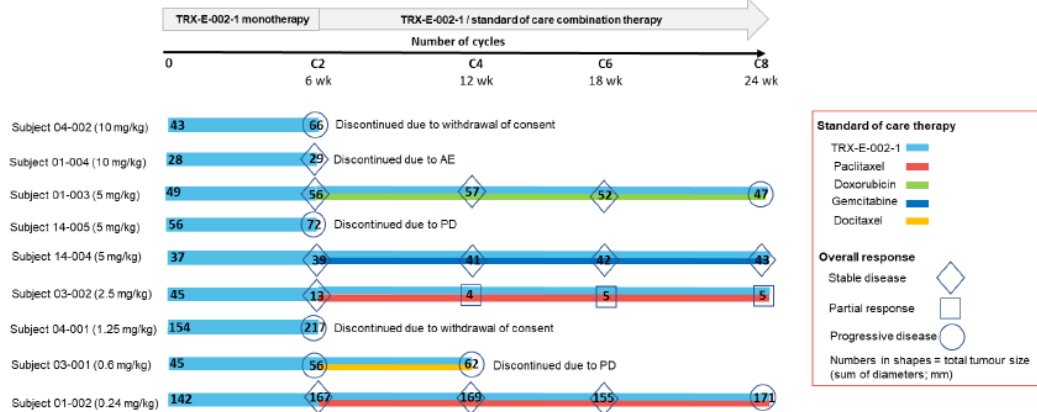 TRX-E-002-1 monotherapy TRX-E-002-1 / standard of care combination therapy
Number of cycles
0 C2 C4 C6 C8
6 wk 12 wk 18 wk 24 wk
Subject 04-002 (10 mg/kg) 43 66 Discontinued due to withdrawal of consent
Subject 01-004 (10 mg/kg) 28 29 Discontinued due to AE
Subject 01-003 (5 mg/kg) 49 56 57 52 47
Subject 14-005 (5 mg/kg) 56 72 Discontinued due to PD
Subject 14-004 (5 mg/kg) 37 39 41 42 43
Subject 03-002 (2.5 mg/kg) 45 13 4 5 5
Subject 04-001 (1.25 mg/kg) 154 217 Discontinued due to withdrawal of consent
Subject 03-001 (0.6 mg/kg) 45 56 62 Discontinued due to PD
Subject 01-002 (0.24 mg/kg) 142 167 169 155 171
Standard of care therapy
TRX-E-002-1
Paclitaxel
Doxorubicin
Gemcitabine
Docitaxel
Overall response
Stable disease
Partial response
Progressive disease
Numbers in shapes = total tumour size
(sum of diameters; mm)